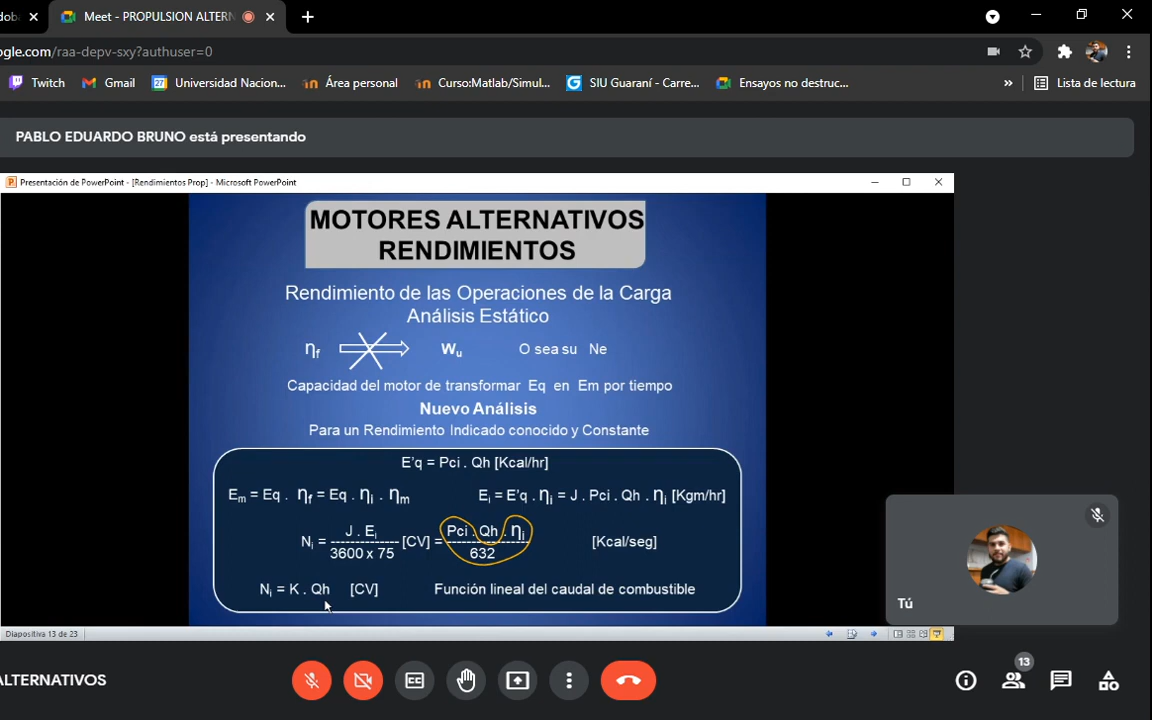 Meet - PROPULSION ALTERN
gle.com/raa-depv-sxy?authuser=0
Twitch Gmail Universidad Nacion... Área personal Curso:Matlab/Simul... SIU Guaraní - Carre... Ensayos no destruc... » Lista de lectura
PABLO EDUARDO BRUNO está presentando
Presentación de PowerPoint - [Rendimientos Prop] - Microsoft PowerPoint
MOTORES ALTERNATIVOS
RENDIMIENTOS
Rendimiento de las Operaciones de la Carga
Análisis Estático
ηf Wu O sea su Ne
Capacidad del motor de transformar Eq en Em por tiempo
Nuevo Análisis
Para un Rendimiento Indicado conocido y Constante
E'q = Pci . Qh [Kcal/hr]
Em = Eq . ηf = Eq . ηi . ηm Ei = E'q . ηi = J . Pci . Qh . ηi [Kgm/hr]
Ni = J . Ei / 3600 x 75 [CV] = Pci . Qh . ηi / 632 [Kcal/seg]
Ni = K . Qh [CV] Función lineal del caudal de combustible
Tú
Diapositiva 13 de 23
ALTERNATIVOS
13